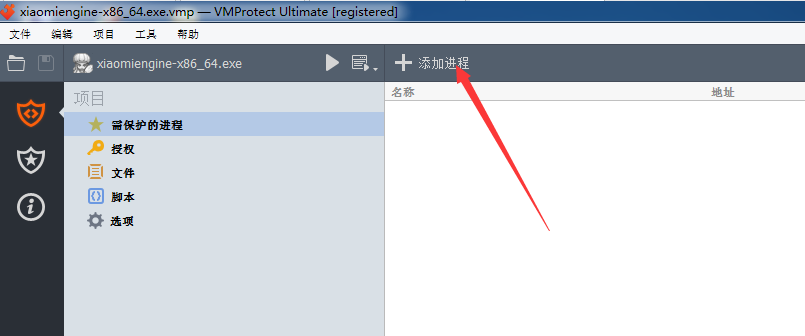 xiaomiengine-x86_64.exe.vmp — VMProtect Ultimate [registered]
文件 编辑 项目 工具 帮助
xiaomiengine-x86_64.exe
添加进程
项目
名称 地址
需保护的进程
授权
文件
脚本
选项